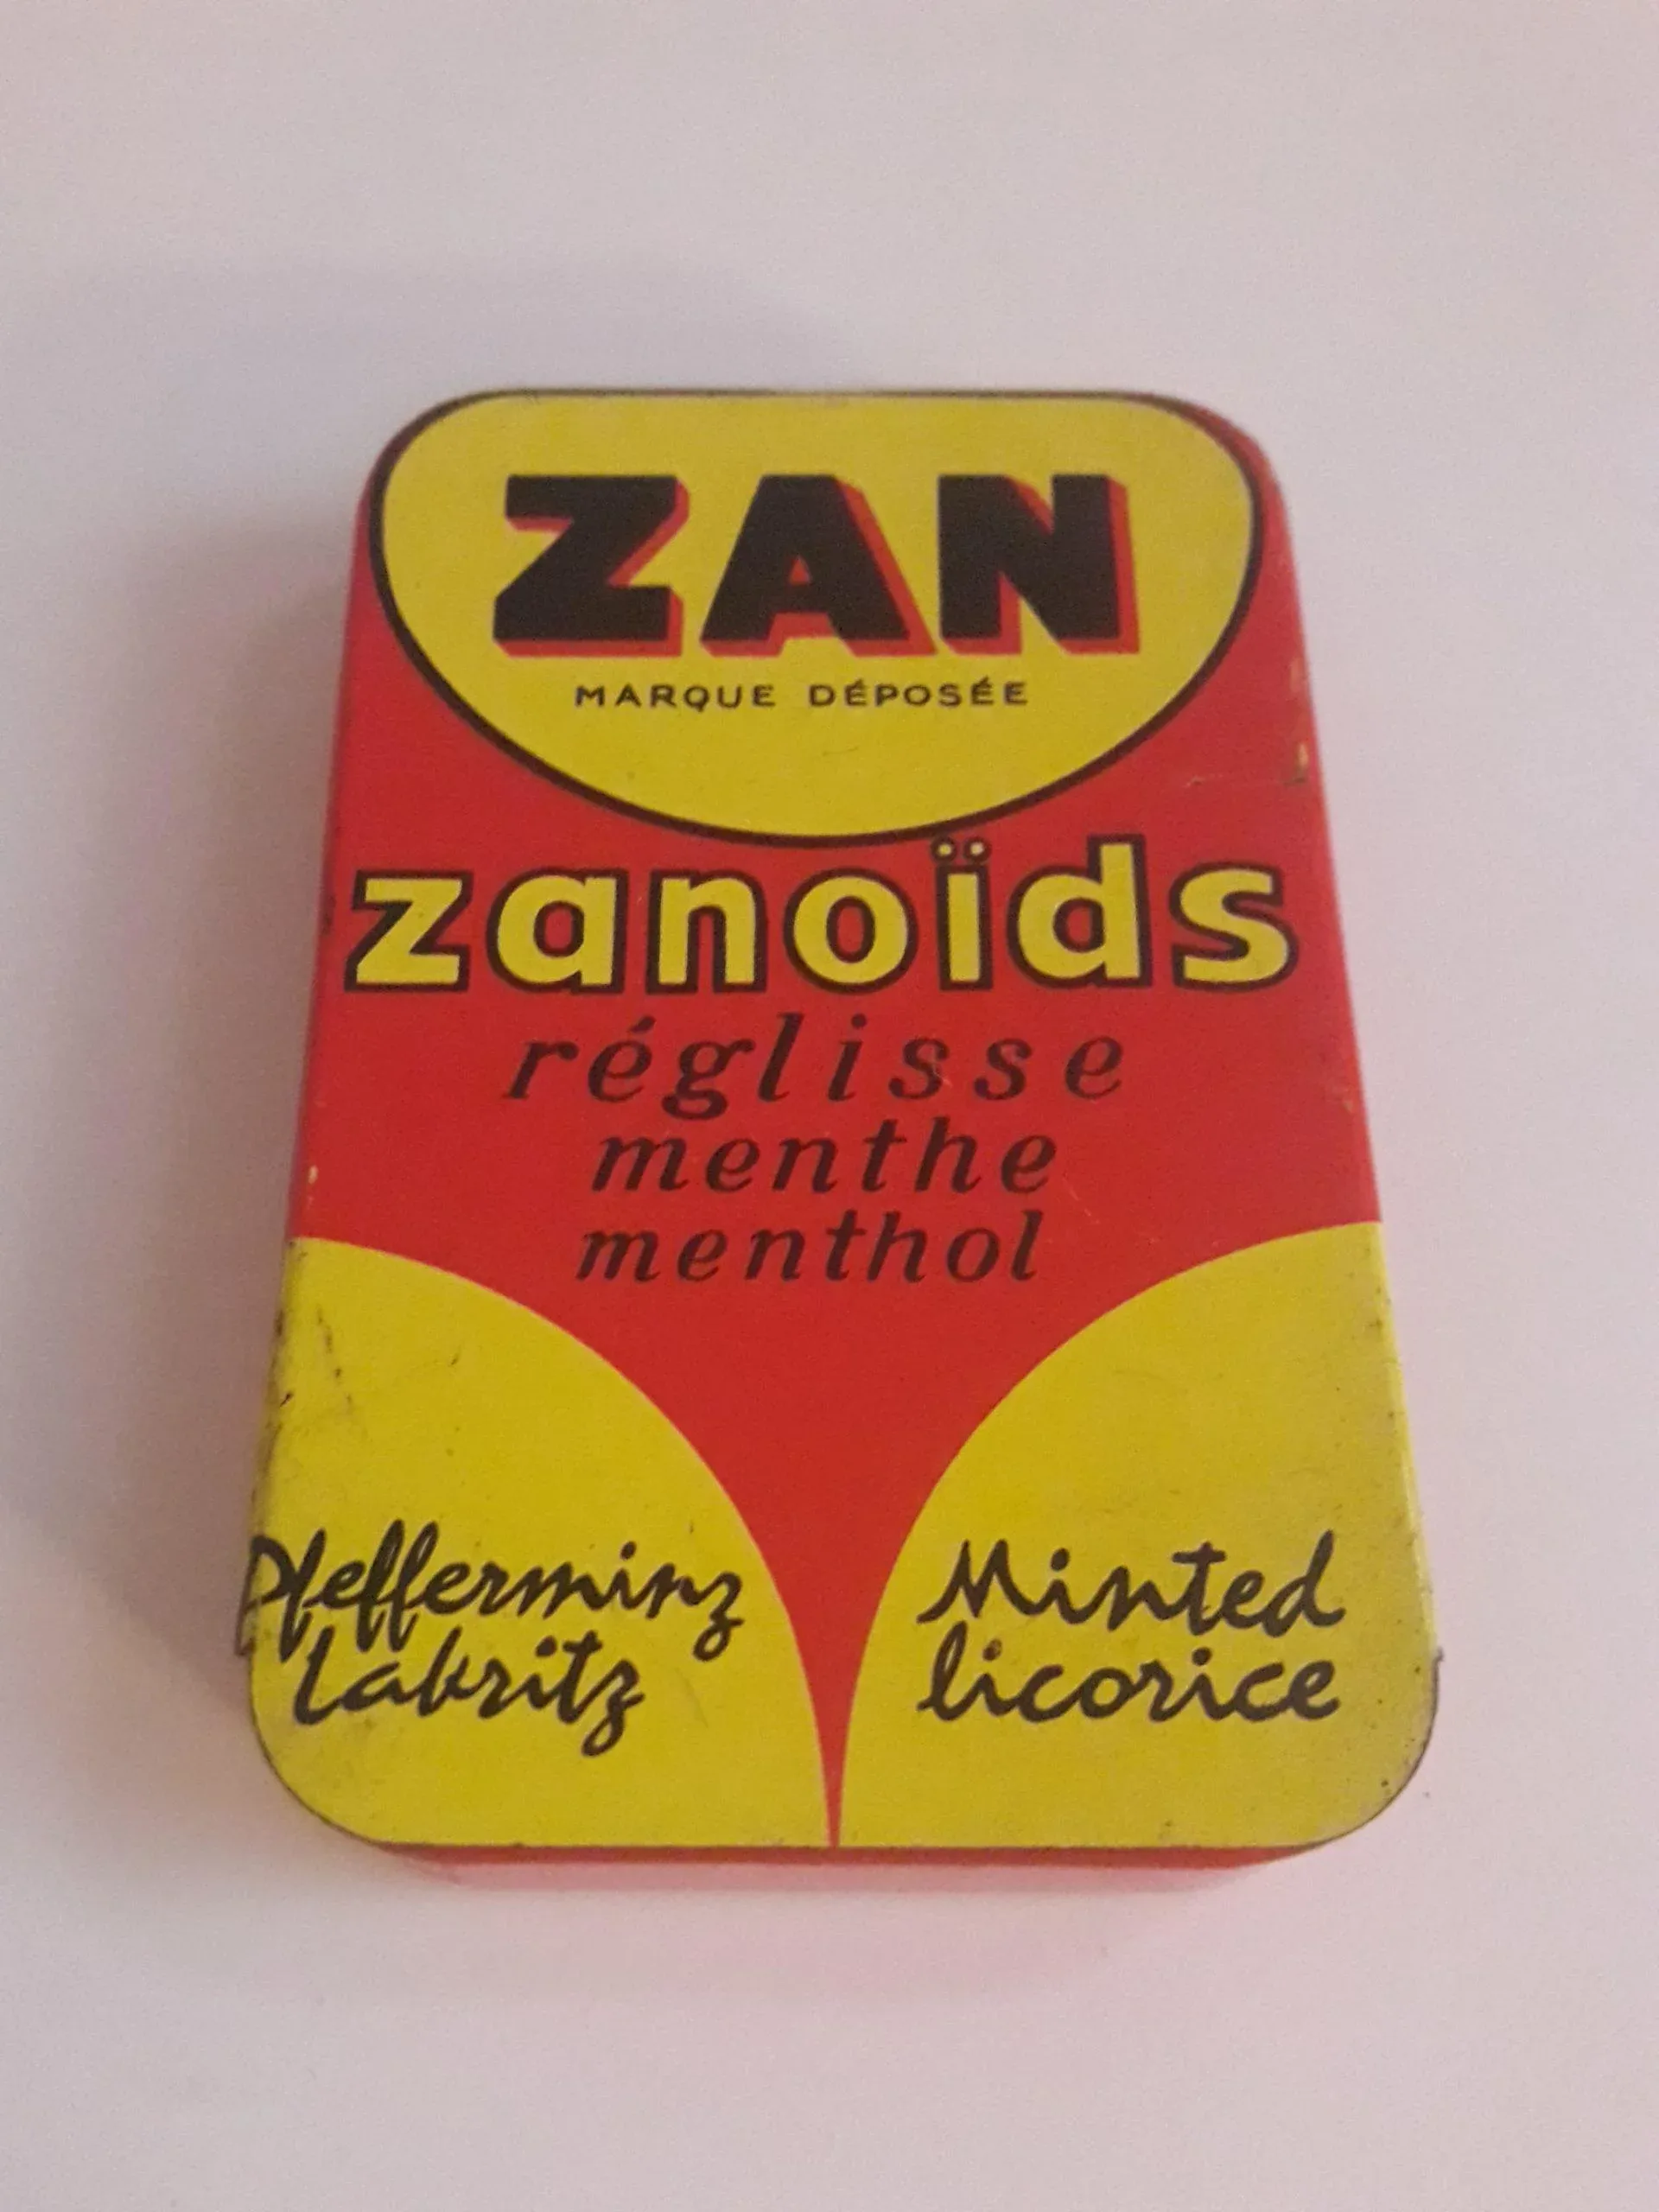 ZAN
MARQUE DÉPOSÉE
zanoïds
réglisse
menthe
menthol
Pfefferminz
Lakritz
Minted
licorice